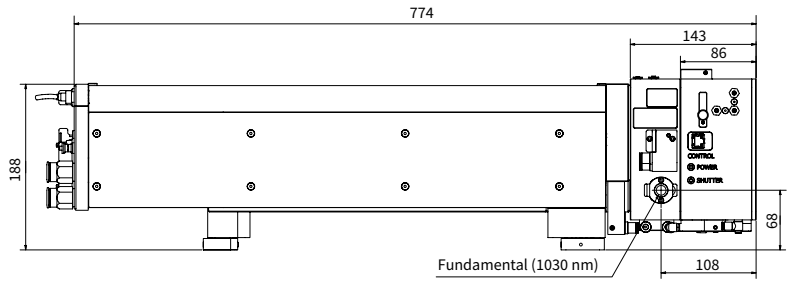 774
143
86
188
CONTROL
POWER
SHUTTER
68
Fundamental (1030 nm)
108